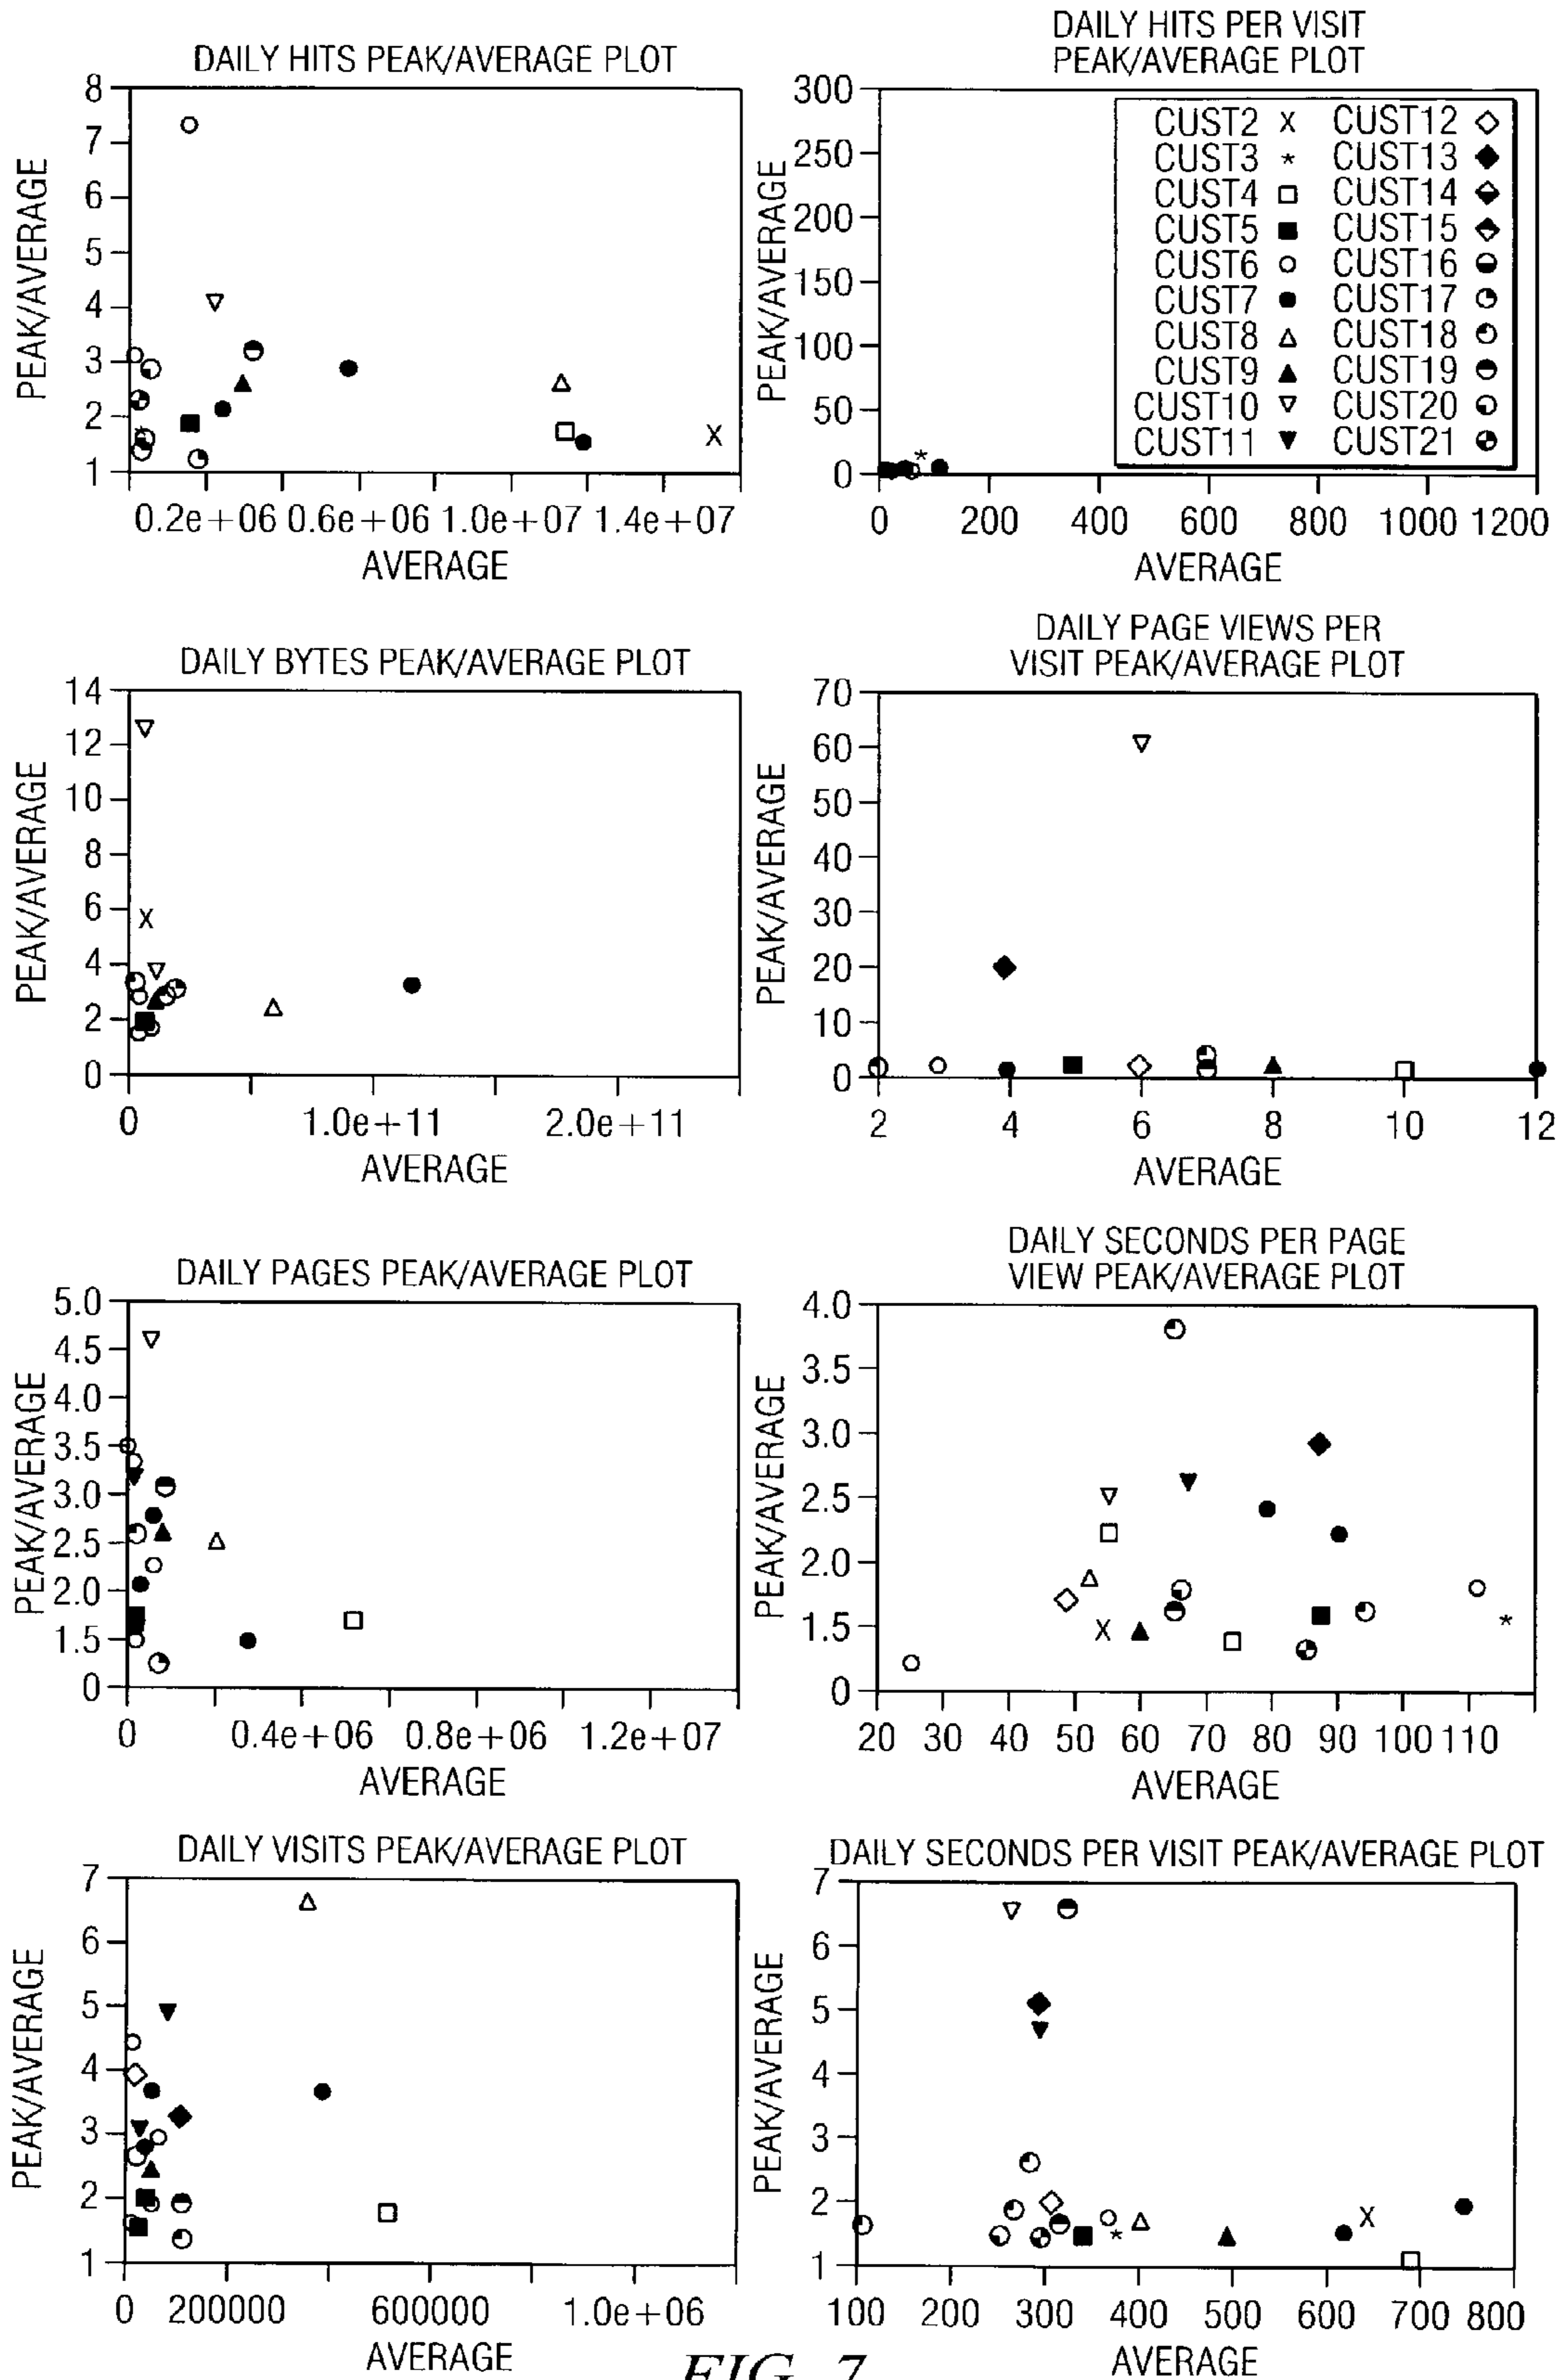 DAILY HITS PEAK/AVERAGE PLOT
PEAK/AVERAGE
8
7
6
5
4
3
2
1
0.2e+06 0.6e+06 1.0e+07 1.4e+07
AVERAGE
DAILY HITS PER VISIT
PEAK/AVERAGE PLOT
PEAK/AVERAGE
300
250
200
150
100
50
0
CUST2 CUST12
CUST3 CUST13
CUST4 CUST14
CUST5 CUST15
CUST6 CUST16
CUST7 CUST17
CUST8 CUST18
CUST9 CUST19
CUST10 CUST20
CUST11 CUST21
0 200 400 600 800 1000 1200
AVERAGE
DAILY BYTES PEAK/AVERAGE PLOT
PEAK/AVERAGE
14
12
10
8
6
4
2
0
0 1.0e+11 2.0e+11
AVERAGE
DAILY PAGE VIEWS PER
VISIT PEAK/AVERAGE PLOT
PEAK/AVERAGE
70
60
50
40
30
20
10
0
2 4 6 8 10 12
AVERAGE
DAILY PAGES PEAK/AVERAGE PLOT
PEAK/AVERAGE
5.0
4.5
4.0
3.5
3.0
2.5
2.0
1.5
0
0 0.4e+06 0.8e+06 1.2e+07
AVERAGE
DAILY SECONDS PER PAGE
VIEW PEAK/AVERAGE PLOT
PEAK/AVERAGE
4.0
3.5
3.0
2.5
2.0
1.5
0
20 30 40 50 60 70 80 90 100 110
AVERAGE
DAILY VISITS PEAK/AVERAGE PLOT
PEAK/AVERAGE
7
6
5
4
3
2
1
0 200000 600000 1.0e+06
AVERAGE
DAILY SECONDS PER VISIT PEAK/AVERAGE PLOT
PEAK/AVERAGE
7
6
5
4
3
2
1
100 200 300 400 500 600 700 800
AVERAGE
FIG. 7